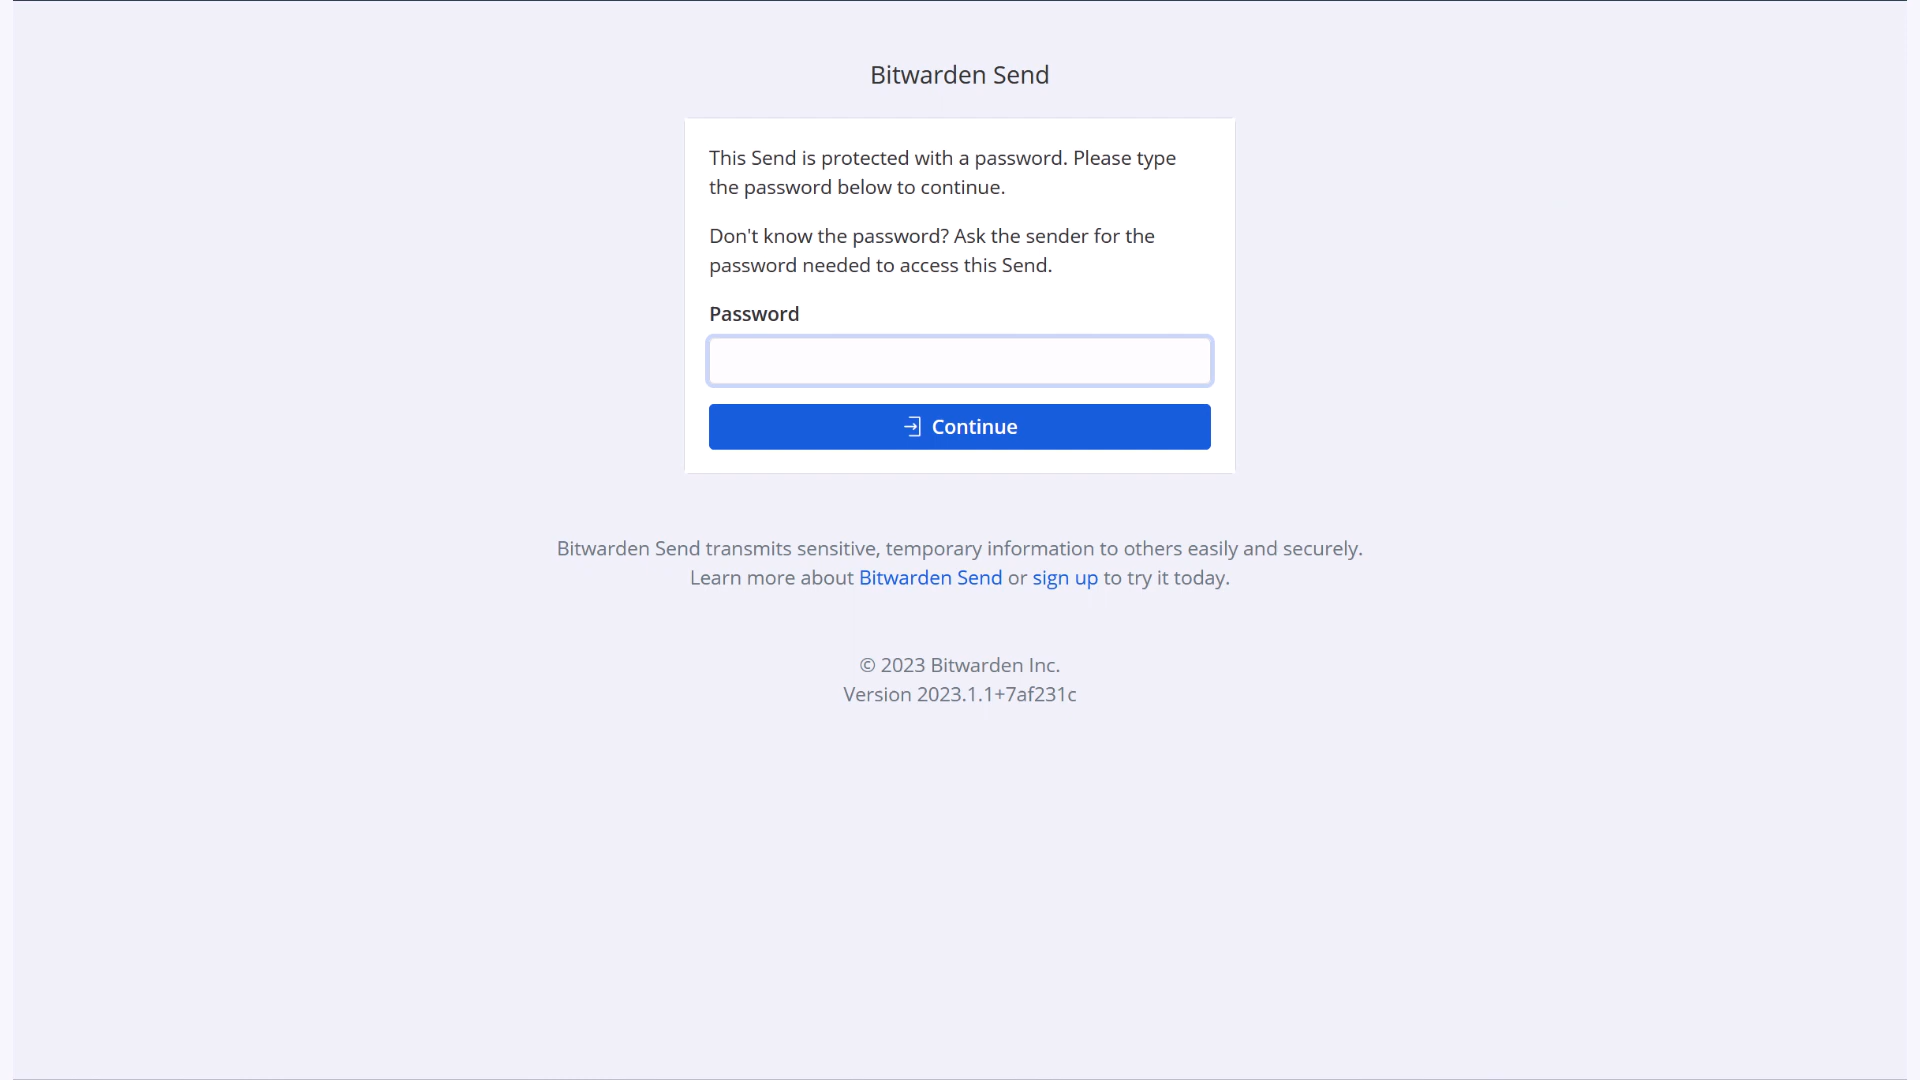 Bitwarden Send
This Send is protected with a password. Please type
the password below to continue.
Don't know the password? Ask the sender for the
password needed to access this Send.
Password
Continue
Bitwarden Send transmits sensitive, temporary information to others easily and securely.
Learn more about Bitwarden Send or sign up to try it today.
© 2023 Bitwarden Inc.
Version 2023.1.1+7af231c